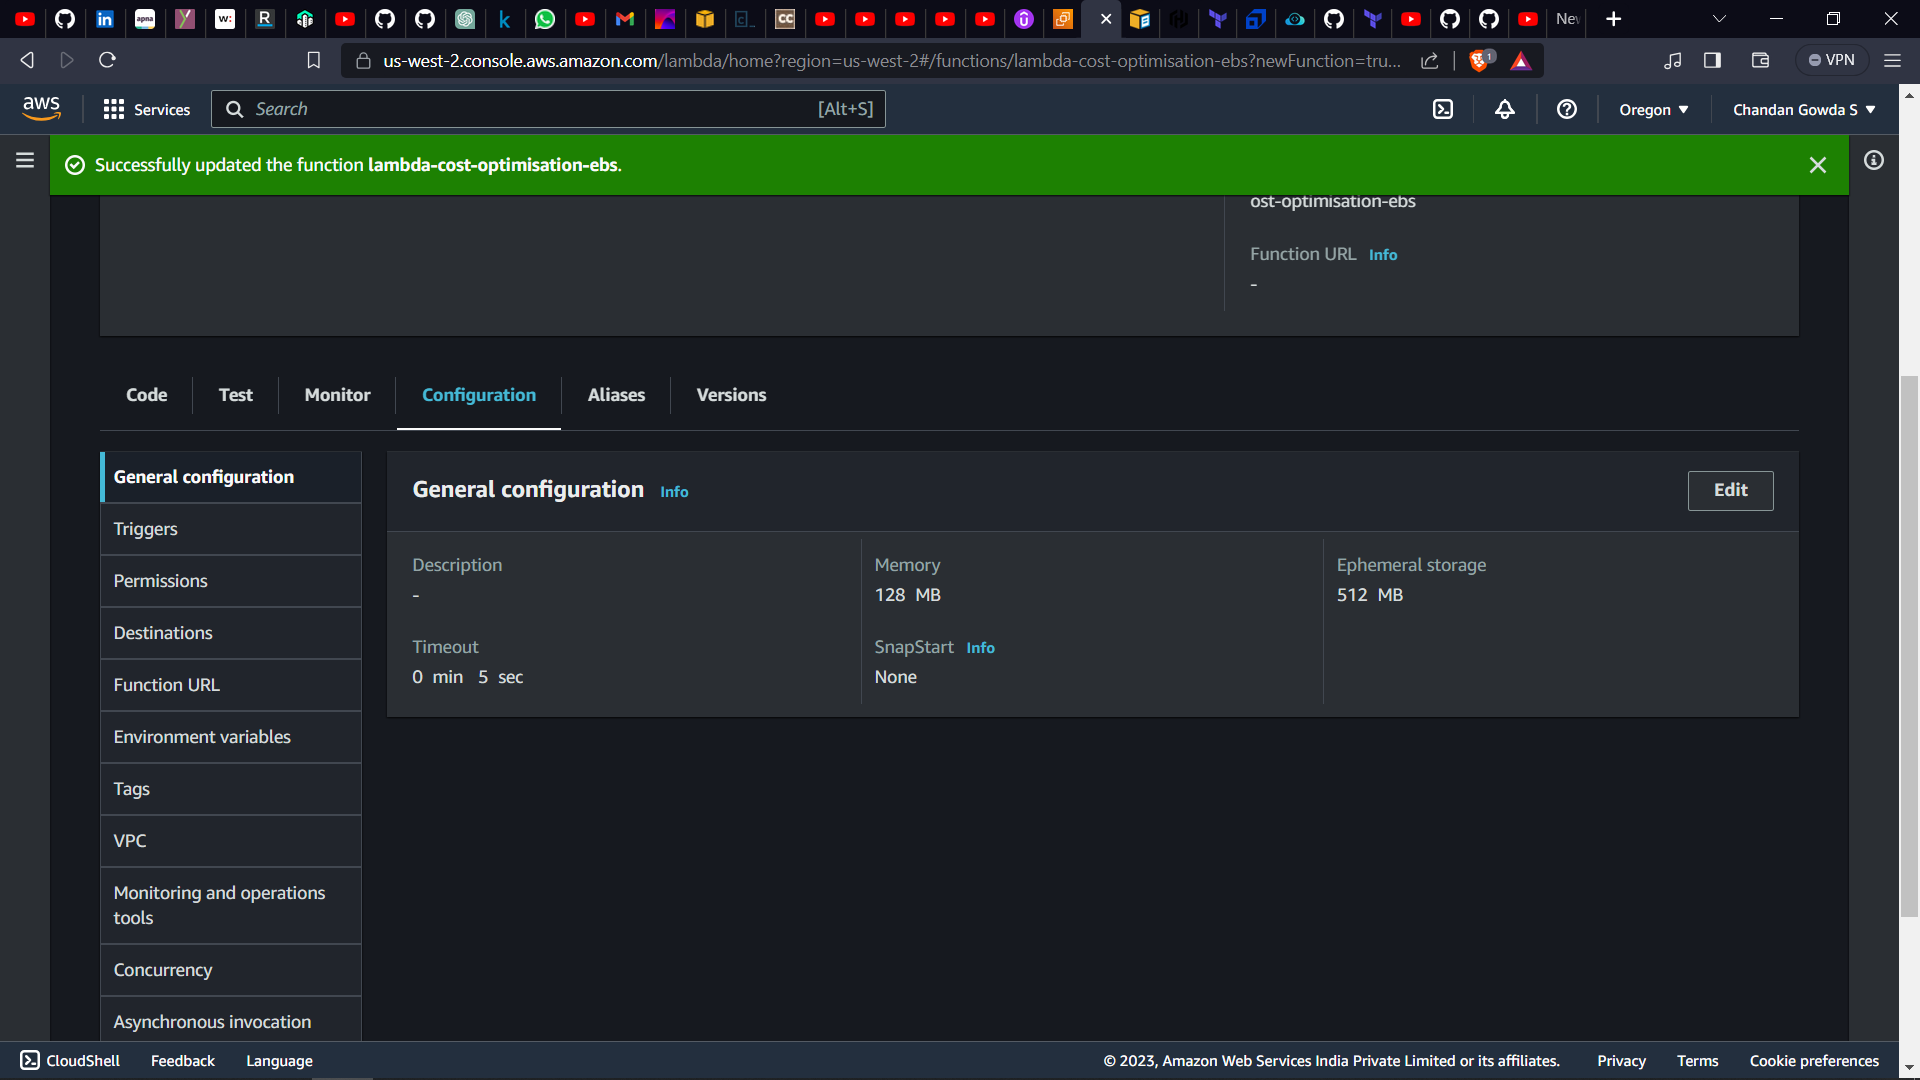 apna
w:
R
k
CC
New
us-west-2.console.aws.amazon.com/lambda/home?region=us-west-2#/functions/lambda-cost-optimisation-ebs?newFunction=tru...
1
VPN
aws
Services
Search
[Alt+S]
Oregon
Chandan Gowda S
Successfully updated the function lambda-cost-optimisation-ebs.
ost-optimisation-ebs
Function URL Info
-
Code
Test
Monitor
Configuration
Aliases
Versions
General configuration
Triggers
Permissions
Destinations
Function URL
Environment variables
Tags
VPC
Monitoring and operations
tools
Concurrency
Asynchronous invocation
General configuration Info
Edit
Description
-
Memory
128 MB
Ephemeral storage
512 MB
Timeout
0 min 5 sec
SnapStart Info
None
CloudShell
Feedback
Language
© 2023, Amazon Web Services India Private Limited or its affiliates.
Privacy
Terms
Cookie preferences